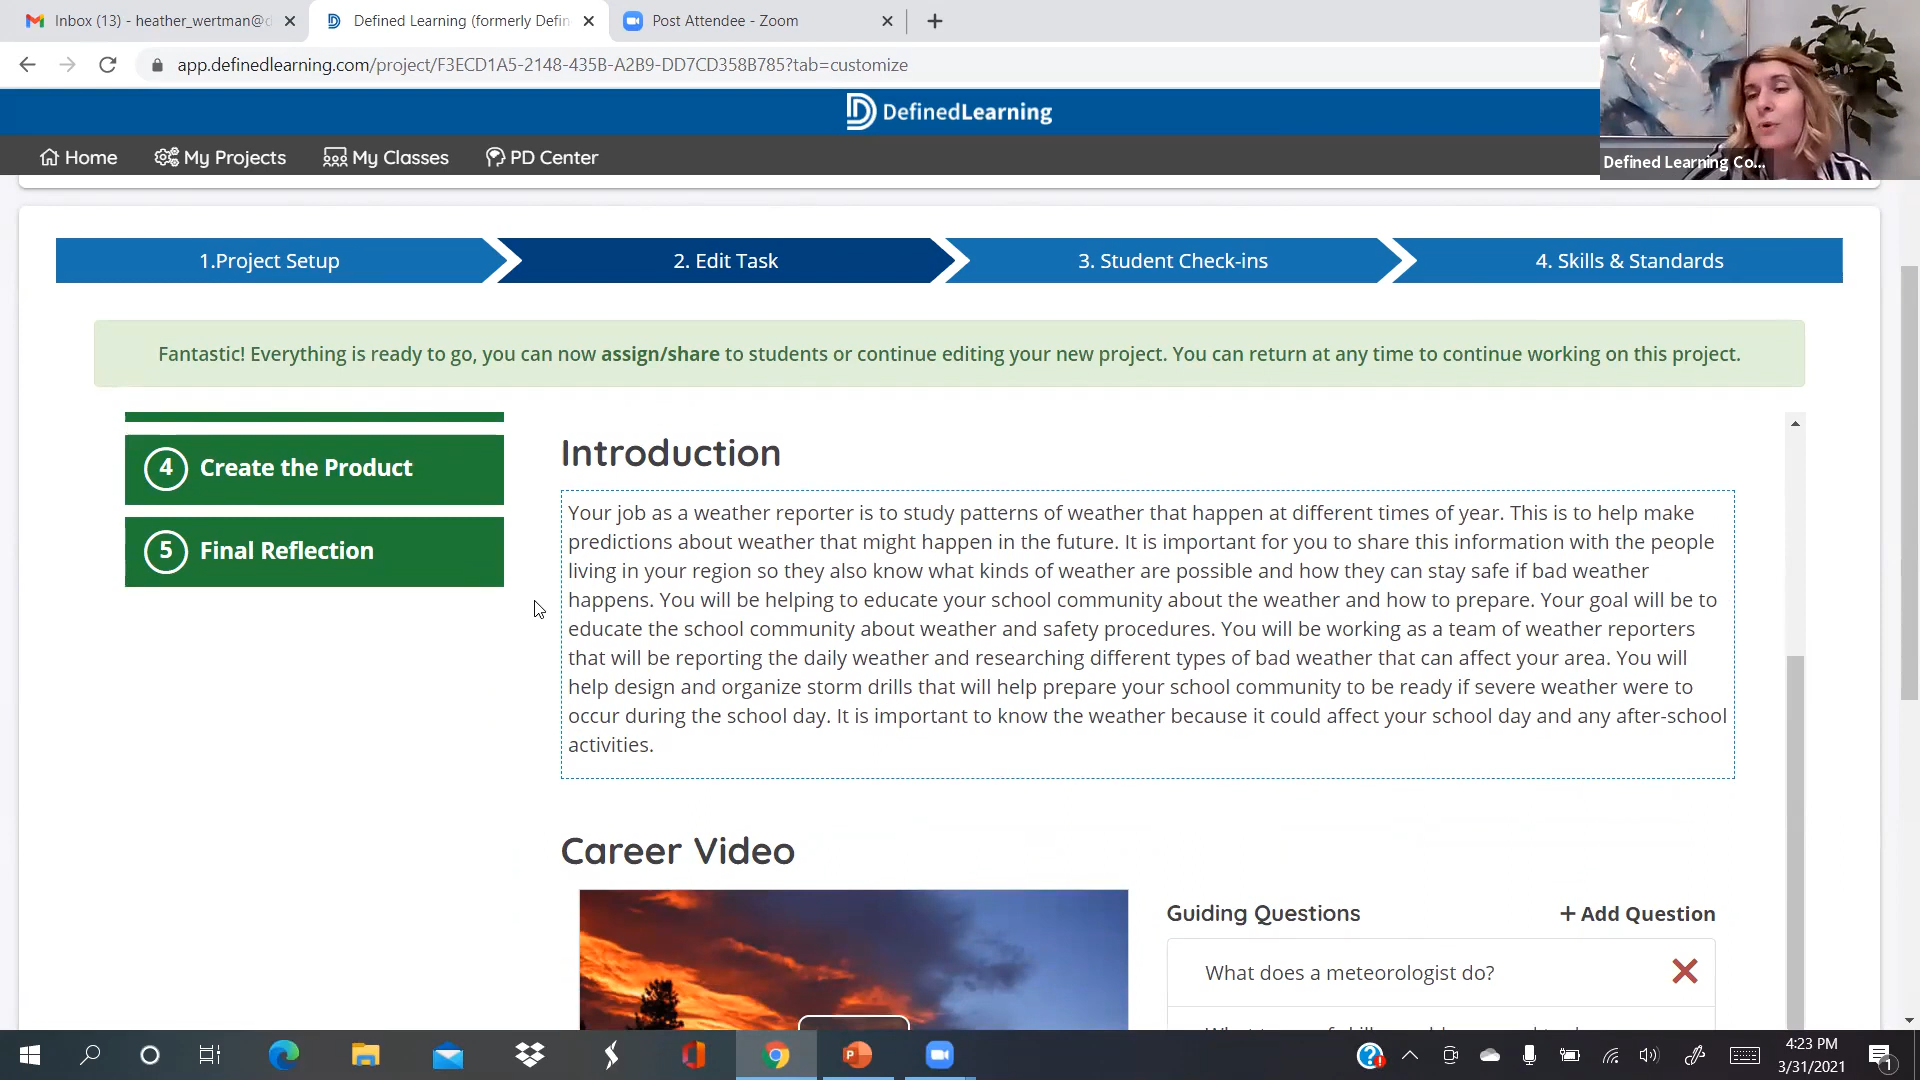 Inbox (13) - heather_wertman@
Defined Learning (formerly Defin
Post Attendee - Zoom
app.definedlearning.com/project/F3ECD1A5-2148-435B-A2B9-DD7CD358B785?tab=customize
DefinedLearning
Home
My Projects
My Classes
PD Center
Defined Learning Co...
1.Project Setup
2. Edit Task
3. Student Check-ins
4. Skills & Standards
Fantastic! Everything is ready to go, you can now assign/share to students or continue editing your new project. You can return at any time to continue working on this project.
4 Create the Product
5 Final Reflection
Introduction
Your job as a weather reporter is to study patterns of weather that happen at different times of year. This is to help make
predictions about weather that might happen in the future. It is important for you to share this information with the people
living in your region so they also know what kinds of weather are possible and how they can stay safe if bad weather
happens. You will be helping to educate your school community about the weather and how to prepare. Your goal will be to
educate the school community about weather and safety procedures. You will be working as a team of weather reporters
that will be reporting the daily weather and researching different types of bad weather that can affect your area. You will
help design and organize storm drills that will help prepare your school community to be ready if severe weather were to
occur during the school day. It is important to know the weather because it could affect your school day and any after-school
activities.
Career Video
Guiding Questions
+ Add Question
What does a meteorologist do?
4:23 PM
3/31/2021
1